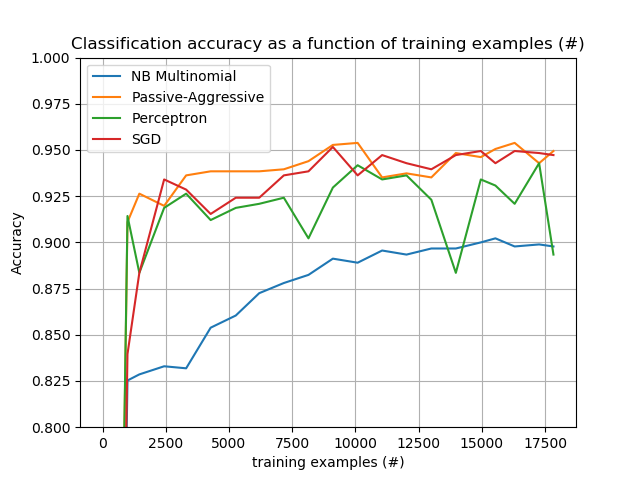 Classification accuracy as a function of training examples (#)
1.000
0.975
0.950
0.925
0.900
0.875
0.850
0.825
0.800
Accuracy
NB Multinomial
Passive-Aggressive
Perceptron
SGD
0 2500 5000 7500 10000 12500 15000 17500
training examples (#)